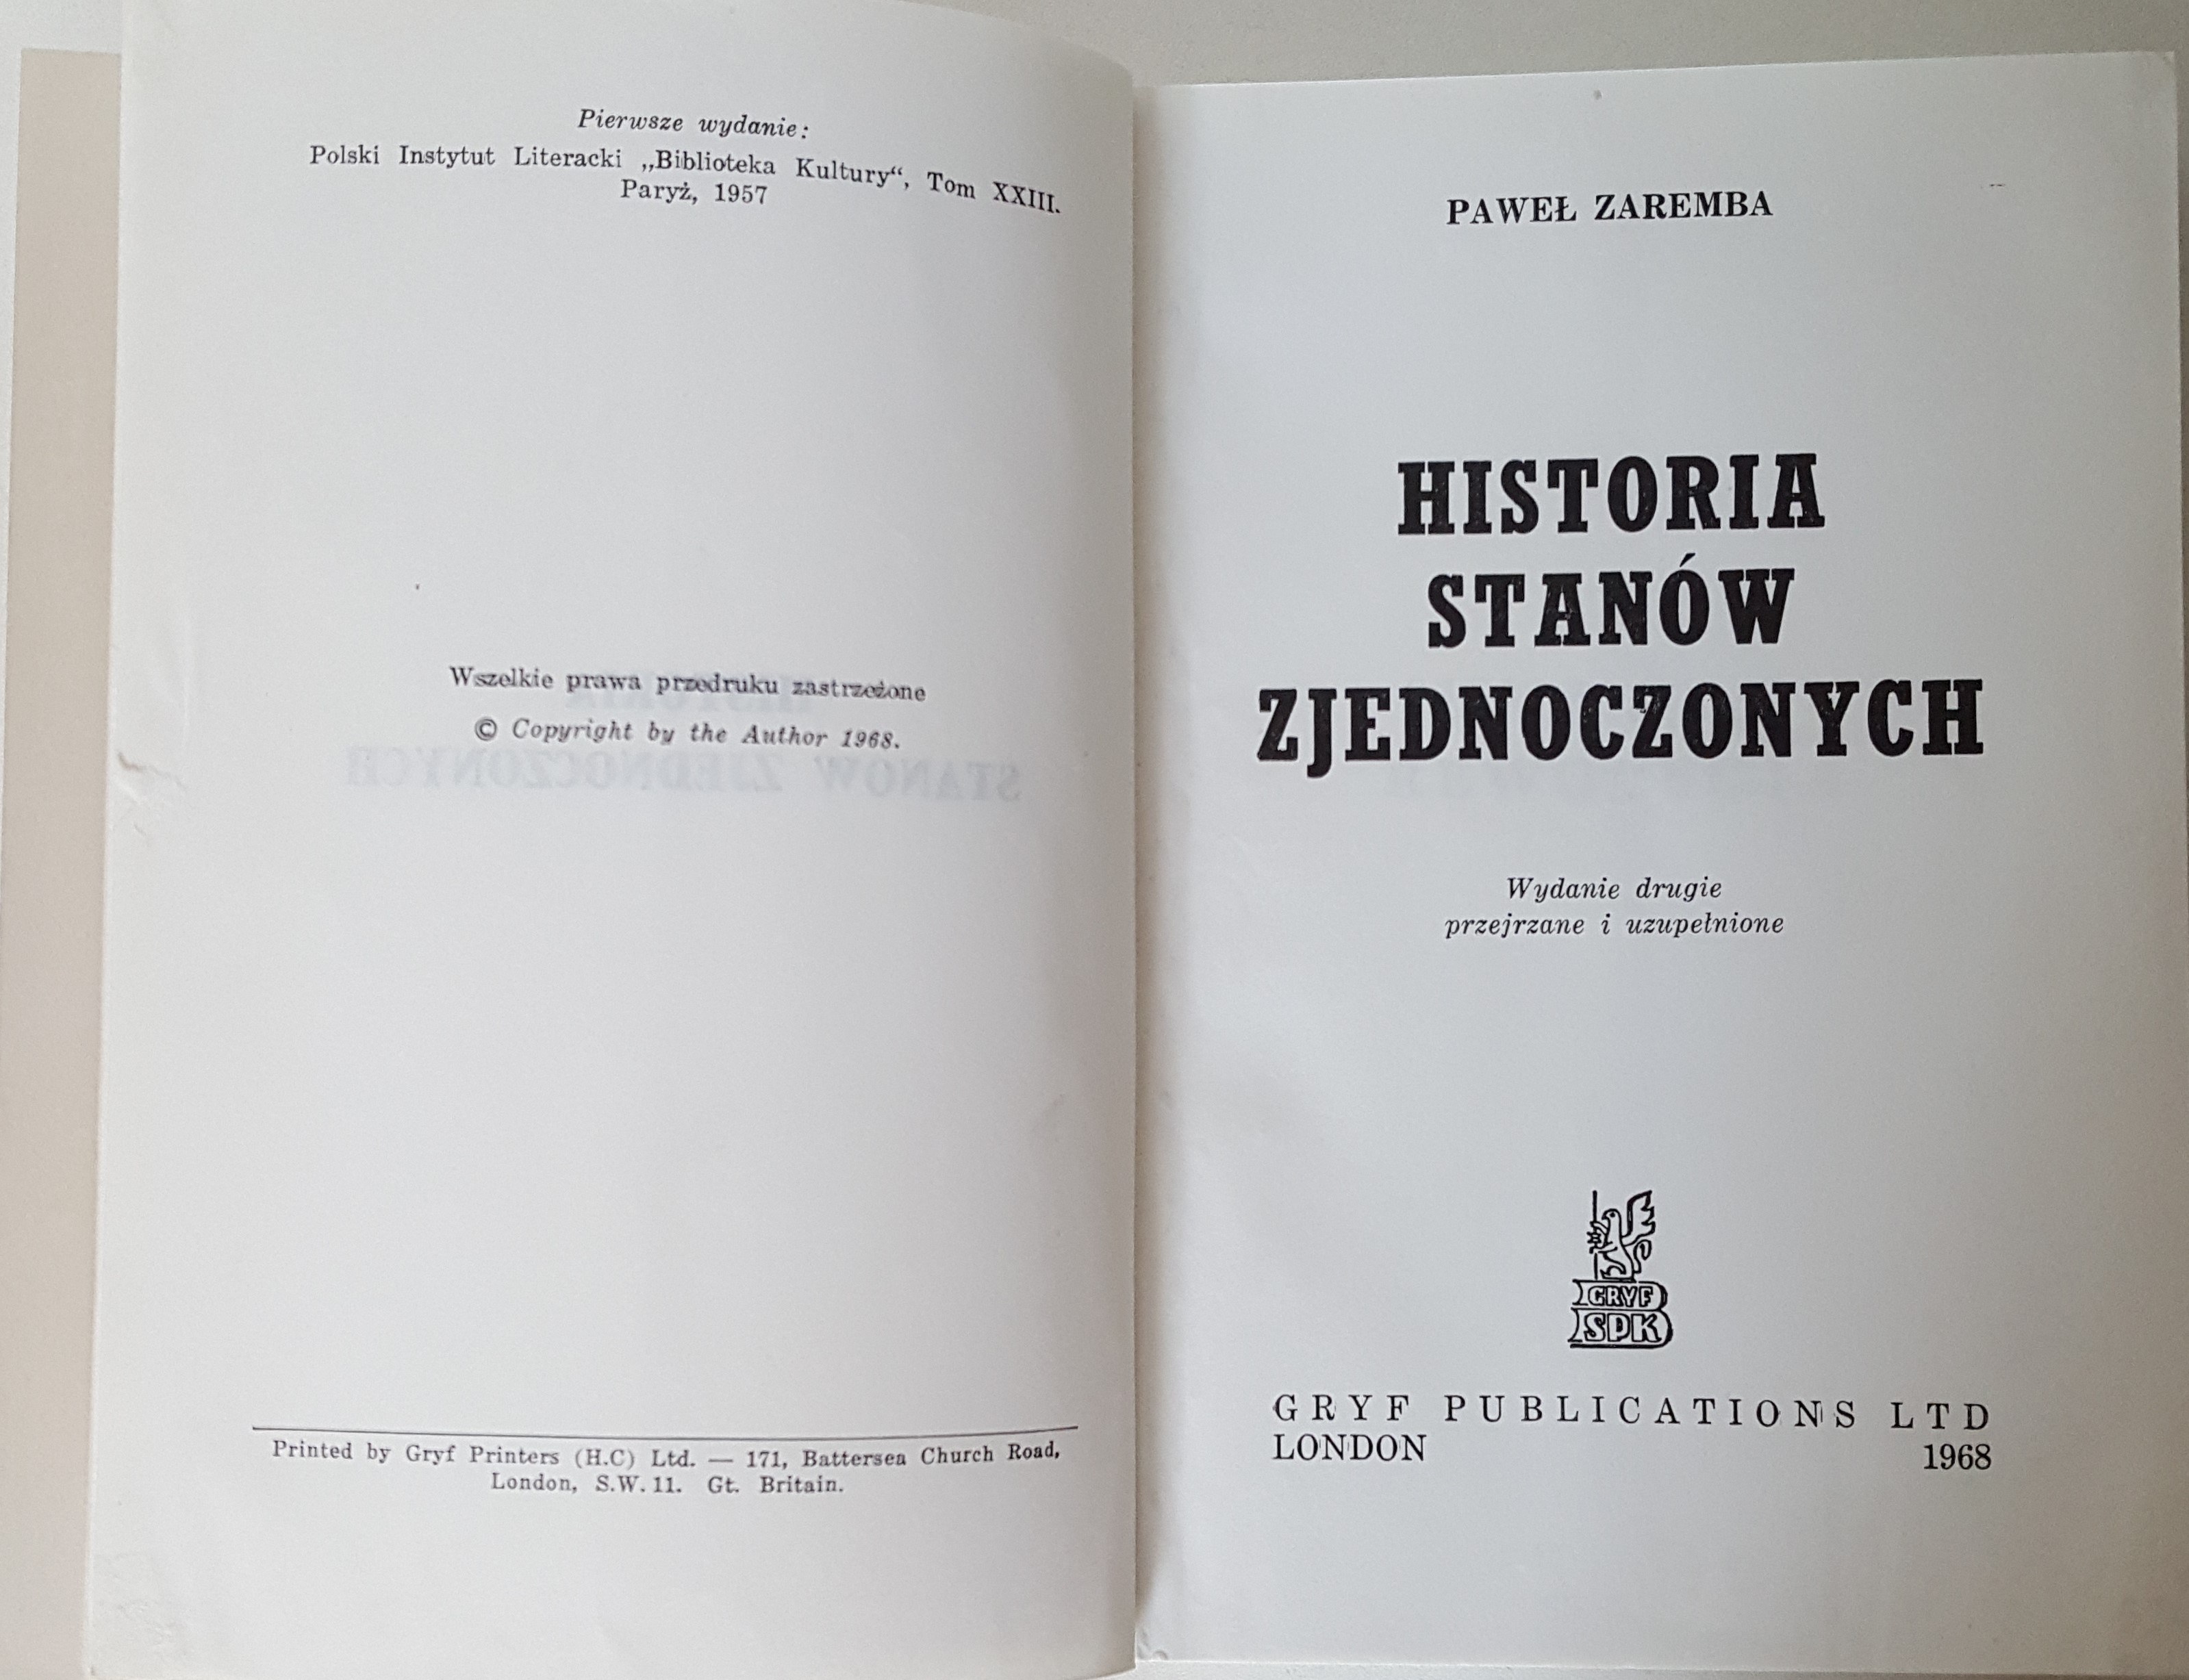 Pierwsze wydanie:
Polski Instytut Literacki „Biblioteka Kultury“, Tom XXIII.
Paryż, 1957
Wszelkie prawa przedruku zastrzeżone
© Copyright by the Author 1968.
Printed by Gryf Printers (H.C) Ltd. — 171, Battersea Church Road,
London, S.W. 11. Gt. Britain.
PAWEŁ ZAREMBA
HISTORIA
STANÓW
ZJEDNOCZONYCH
Wydanie drugie
przejrzane i uzupełnione
GRYF
SPK
GRYF PUBLICATIONS LTD
LONDON 1968